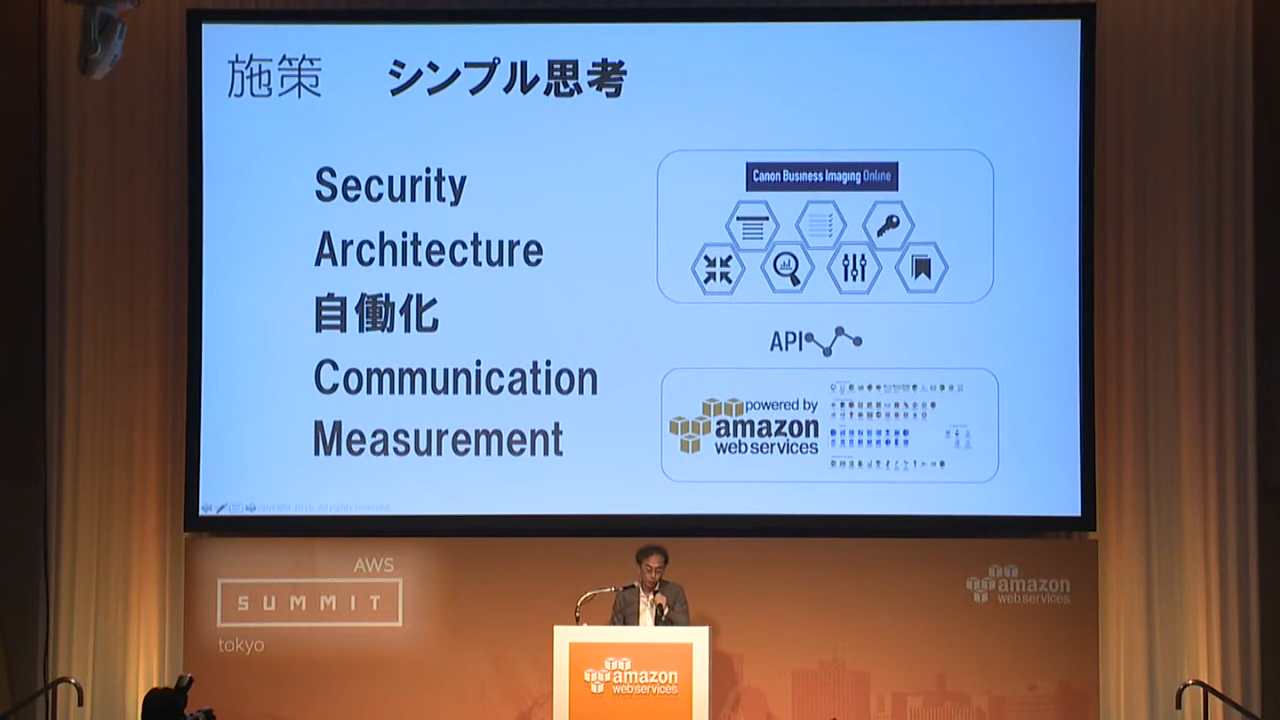 施策 シンプル思考
Security
Architecture
自働化
Communication
Measurement
Canon Business Imaging Online
API
powered by
amazon
web services
AWS
SUMMIT
tokyo
amazon
web services
amazon
web services